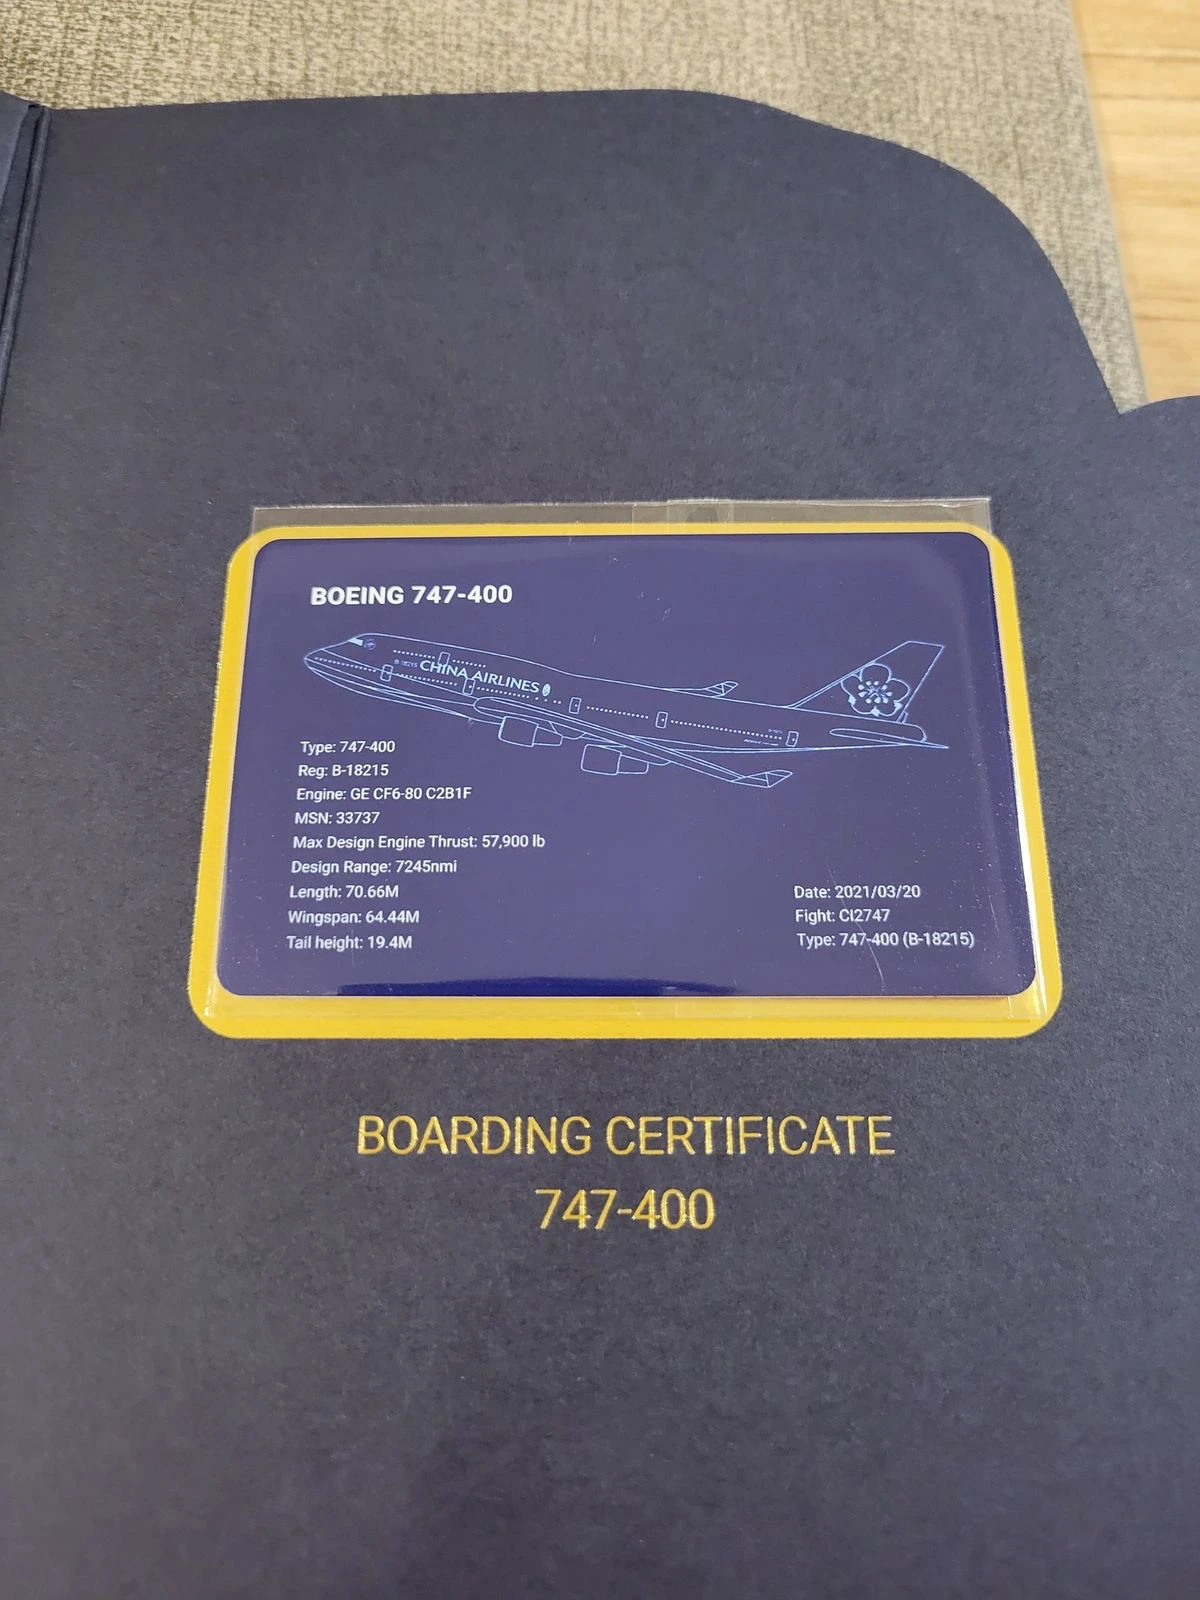 BOEING 747-400
B-18215 CHINA AIRLINES
Type: 747-400
Reg: B-18215
Engine: GE CF6-80 C2B1F
MSN: 33737
Max Design Engine Thrust: 57,900 lb
Design Range: 7245nmi
Length: 70.66M
Wingspan: 64.44M
Tail height: 19.4M
Date: 2021/03/20
Fight: CI2747
Type: 747-400 (B-18215)
BOARDING CERTIFICATE
747-400